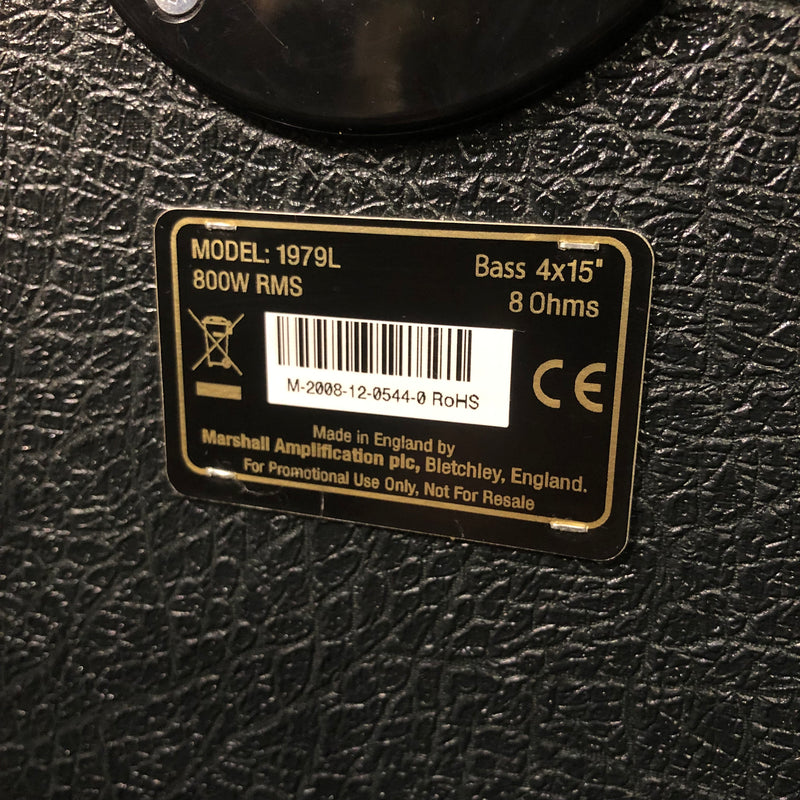 MODEL: 1979L
800W RMS
Bass 4x15"
8 Ohms
M-2008-12-0544-0 RoHS
CE
Made in England by
Marshall Amplification plc, Bletchley, England.
For Promotional Use Only, Not For Resale